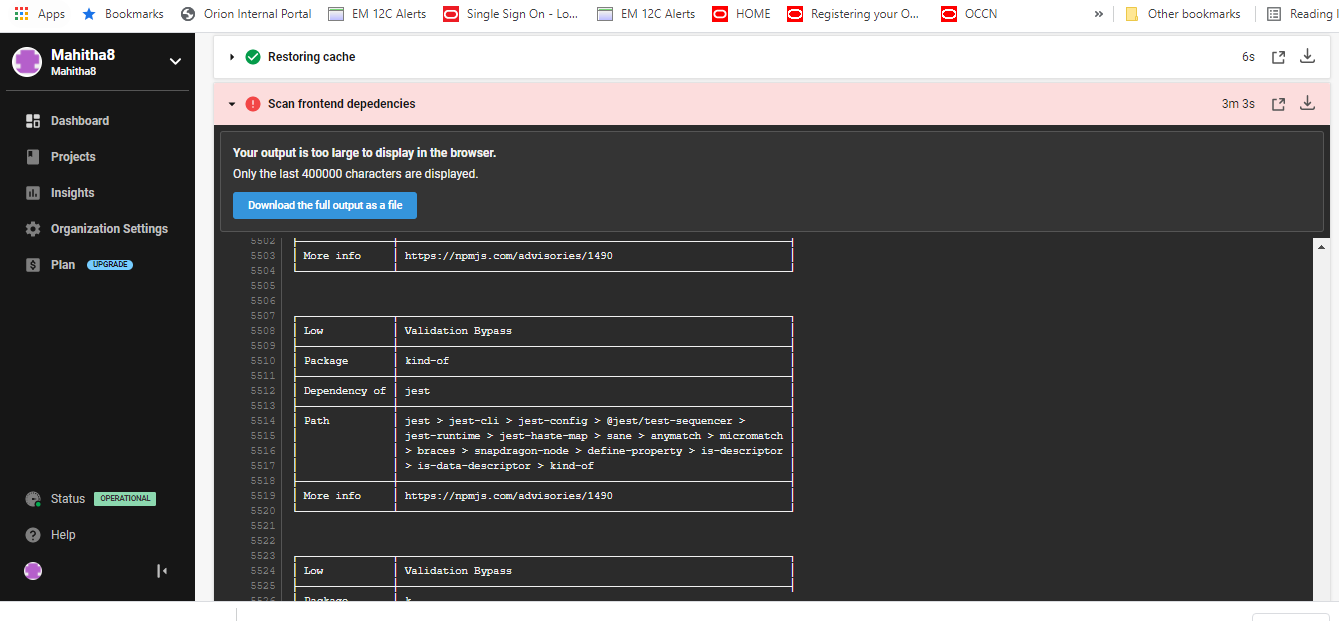 Apps Bookmarks Orion Internal Portal EM 12C Alerts Single Sign On - Lo... EM 12C Alerts HOME Registering your O... OCCN » Other bookmarks Reading
Mahitha8
Mahitha8
Dashboard
Projects
Insights
Organization Settings
Plan UPGRADE
Status OPERATIONAL
Help
Restoring cache 6s
Scan frontend depedencies 3m 3s
Your output is too large to display in the browser.
Only the last 400000 characters are displayed.
Download the full output as a file
5502
5503 More info https://npmjs.com/advisories/1490
5504
5505
5506
5507
5508 Low Validation Bypass
5509
5510 Package kind-of
5511
5512 Dependency of jest
5513
5514 Path jest > jest-cli > jest-config > @jest/test-sequencer >
5515 jest-runtime > jest-haste-map > sane > anymatch > micromatch
5516 > braces > snapdragon-node > define-property > is-descriptor
5517 > is-data-descriptor > kind-of
5518
5519 More info https://npmjs.com/advisories/1490
5520
5521
5522
5523
5524 Low Validation Bypass
5525
5526 Package